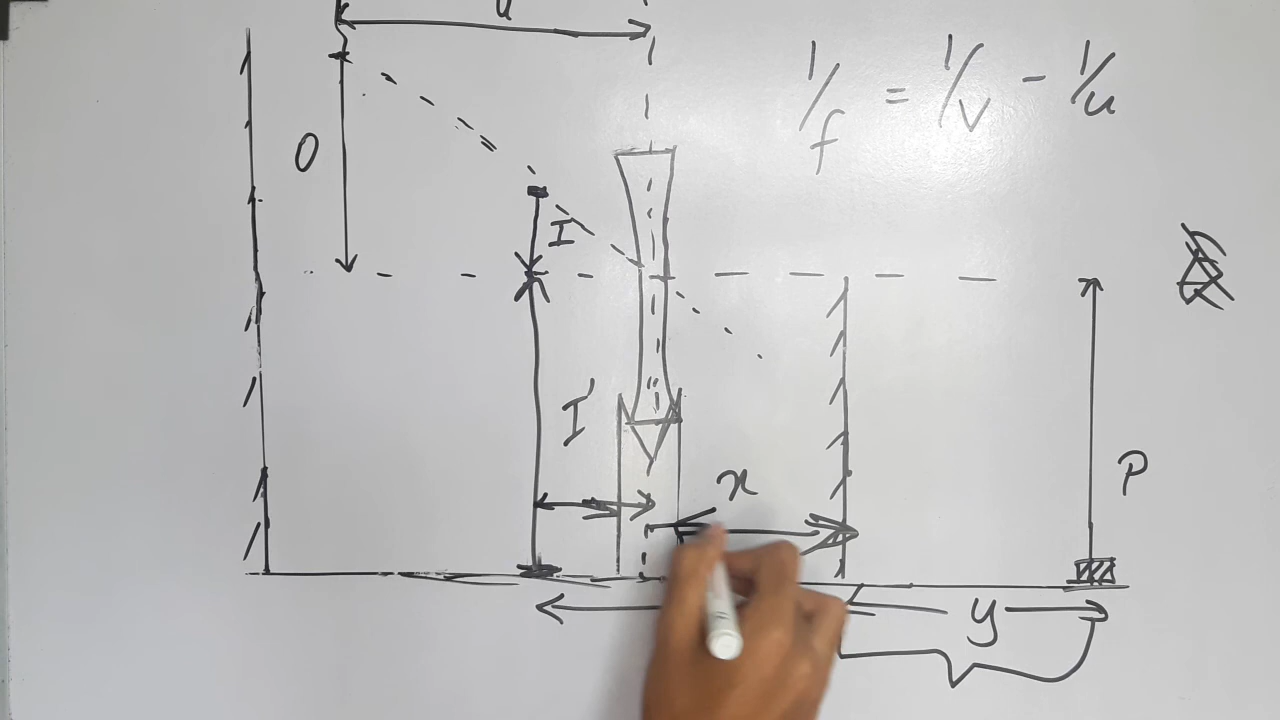 u
1/f = 1/v - 1/u
O
I
I'
P
x
y